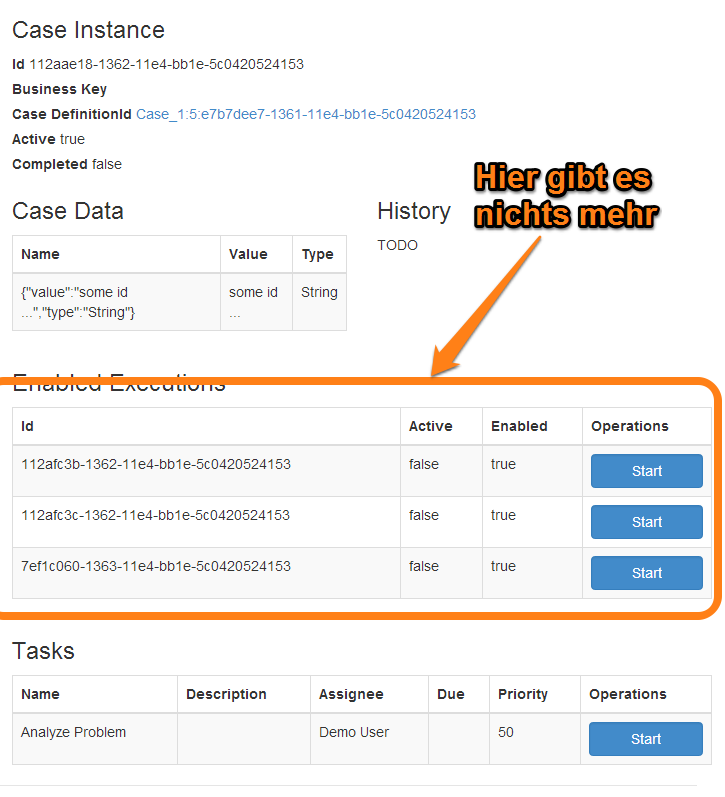 Case Instance
Id 112aae18-1362-11e4-bb1e-5c0420524153
Business Key
Case DefinitionId Case_1:5:e7b7dee7-1361-11e4-bb1e-5c0420524153
Active true
Completed false
Hier gibt es
nichts mehr
Case Data
Name Value Type
{"value":"some id some id String
...","type":"String"} ...
History
TODO
Enabled Executions
Id Active Enabled Operations
112afc3b-1362-11e4-bb1e-5c0420524153 false true Start
112afc3c-1362-11e4-bb1e-5c0420524153 false true Start
7ef1c060-1363-11e4-bb1e-5c0420524153 false true Start
Tasks
Name Description Assignee Due Priority Operations
Analyze Problem Demo User 50 Start